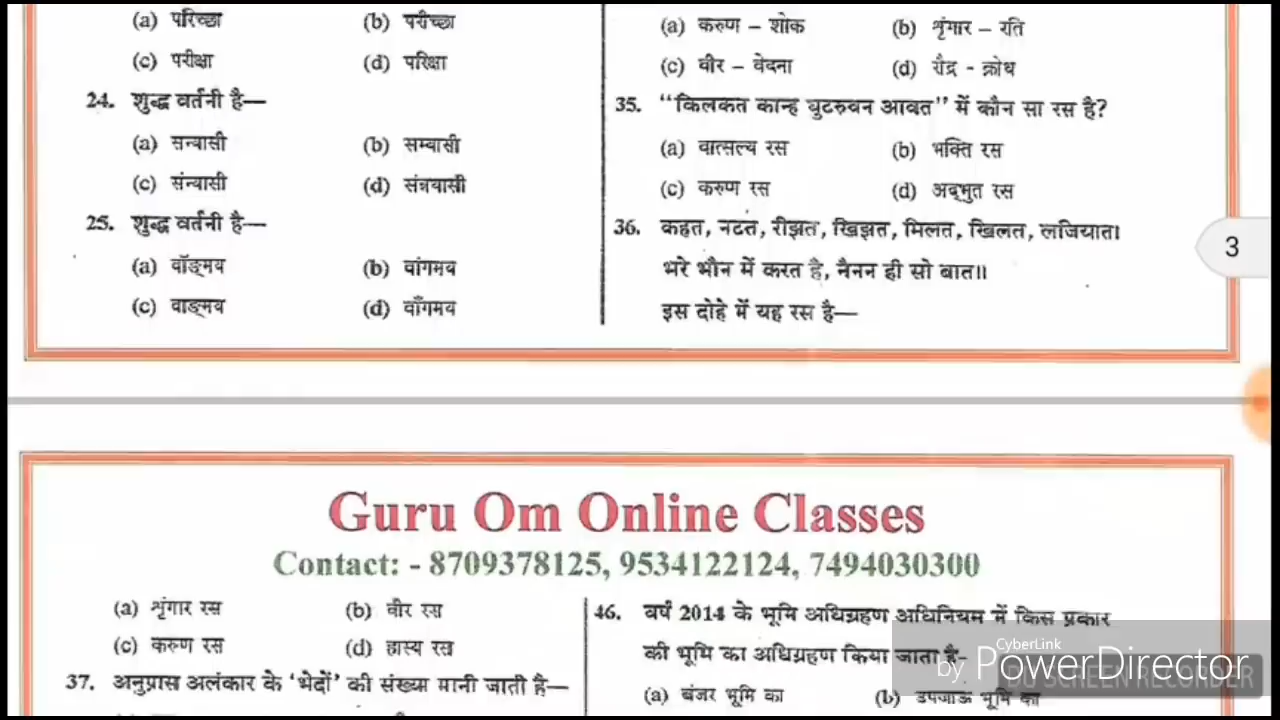 (a) परिच्छा (b) परीच्छा
(c) परीक्षा (d) परिक्षा
24. शुद्ध वर्तनी है—
(a) सन्यासी (b) सम्यासी
(c) संन्यासी (d) संन्नयासी
25. शुद्ध वर्तनी है—
(a) वॉङ्मय (b) वांगमय
(c) वाङ्मय (d) वाँगमय
(a) करुण – शोक (b) शृंगार – रति
(c) वीर – वेदना (d) रौद्र - क्रोध
35. “किलकत कान्ह घुटरुवन आवत” में कौन सा रस है?
(a) वात्सल्य रस (b) भक्ति रस
(c) करुण रस (d) अद्भुत रस
36. कहत, नटत, रीझत, खिझत, मिलत, खिलत, लजियात।
भरे भौन में करत है, नैनन ही सो बात॥
इस दोहे में यह रस है—
3
Guru Om Online Classes
Contact: - 8709378125, 9534122124, 7494030300
(a) शृंगार रस (b) वीर रस
(c) करुण रस (d) हास्य रस
37. अनुप्रास अलंकार के ‘भेदों’ की संख्या मानी जाती है—
46. वर्ष 2014 के भूमि अधिग्रहण अधिनियम में किस प्रकार
की भूमि का अधिग्रहण किया जाता है-
(a) बंजर भूमि का (b) उपजाऊ भूमि का
CyberLink
by PowerDirector
SCREEN RECORDER